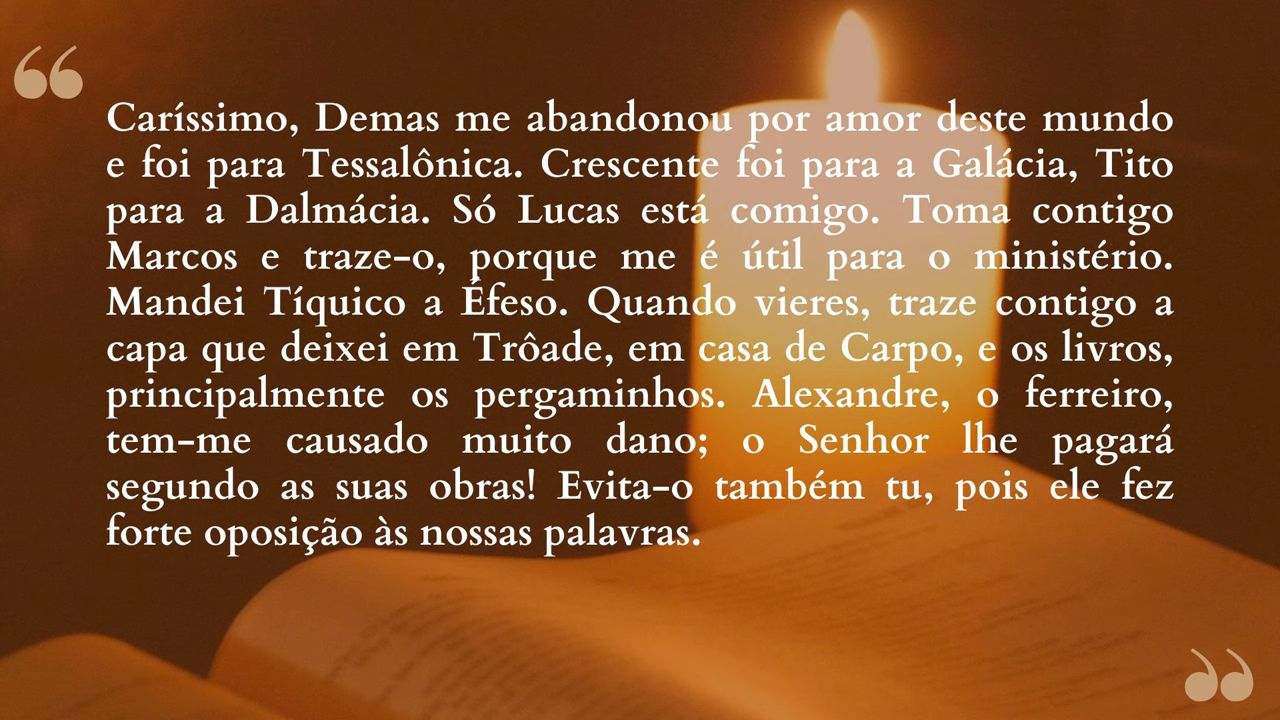 “
Caríssimo, Demas me abandonou por amor deste mundo
e foi para Tessalônica. Crescente foi para a Galácia, Tito
para a Dalmácia. Só Lucas está comigo. Toma contigo
Marcos e traze-o, porque me é útil para o ministério.
Mandei Tíquico a Éfeso. Quando vieres, traze contigo a
capa que deixei em Trôade, em casa de Carpo, e os livros,
principalmente os pergaminhos. Alexandre, o ferreiro,
tem-me causado muito dano; o Senhor lhe pagará
segundo as suas obras! Evita-o também tu, pois ele fez
forte oposição às nossas palavras.
”